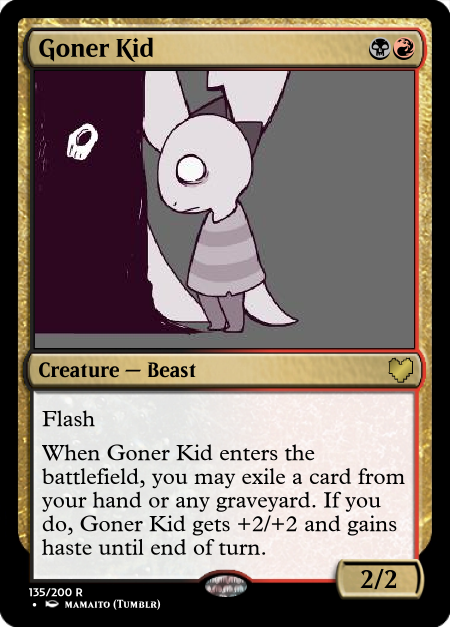 Goner Kid
Creature — Beast
Flash
When Goner Kid enters the
battlefield, you may exile a card from
your hand or any graveyard. If you
do, Goner Kid gets +2/+2 and gains
haste until end of turn.
2/2
135/200 R
• MAMAITO (TUMBLR)